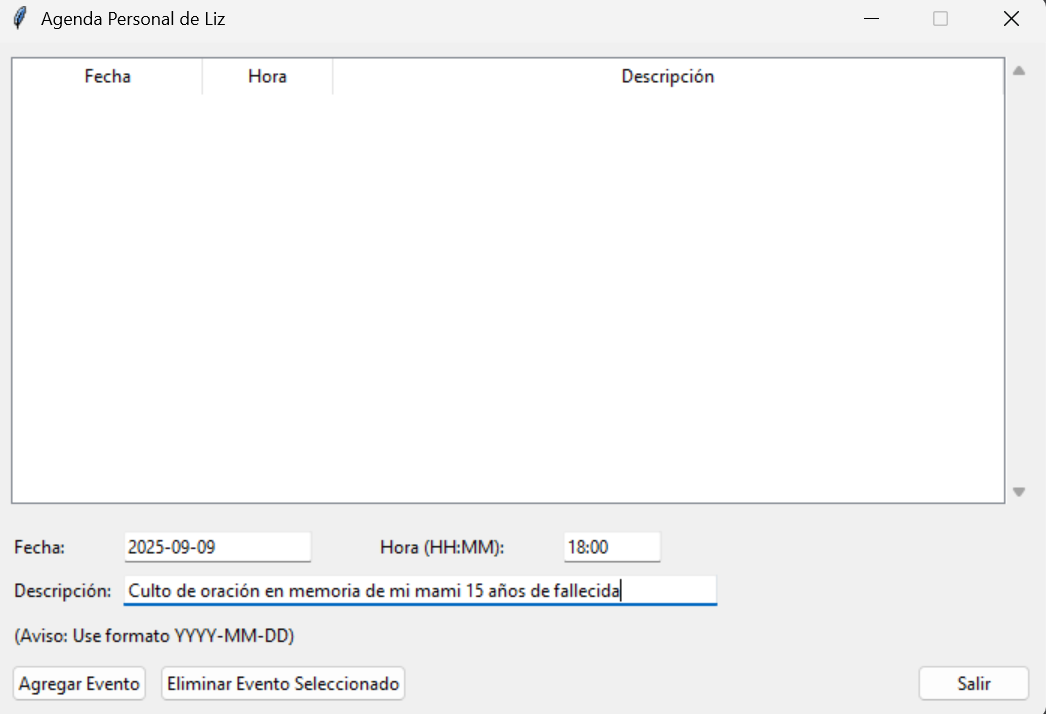 Agenda Personal de Liz
Fecha Hora Descripción
Fecha: 2025-09-09 Hora (HH:MM): 18:00
Descripción: Culto de oración en memoria de mi mami 15 años de fallecida
(Aviso: Use formato YYYY-MM-DD)
Agregar Evento Eliminar Evento Seleccionado Salir